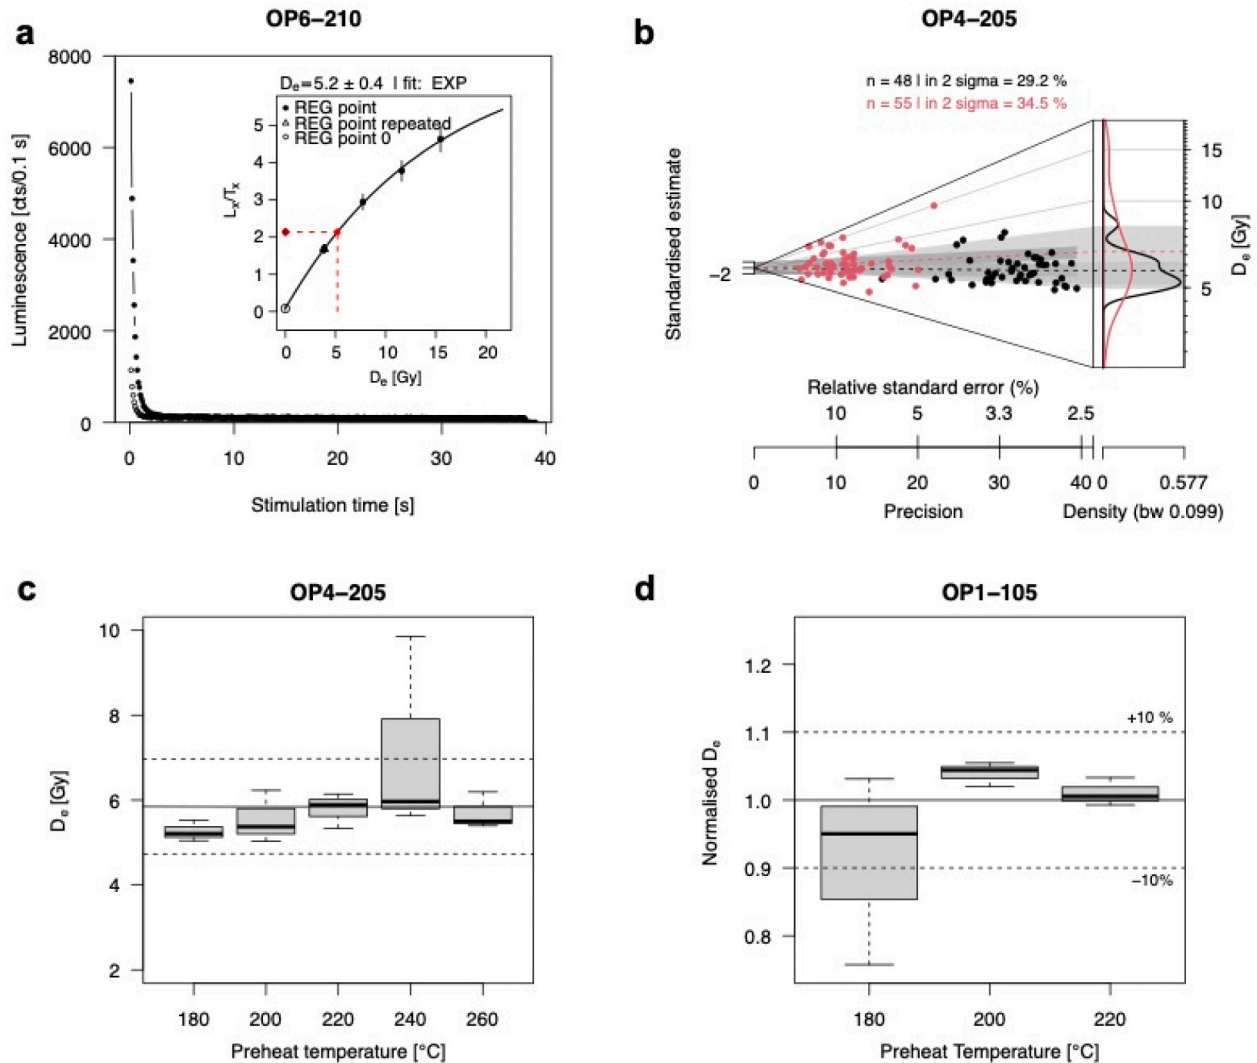 a
OP6–210
8000
6000
4000
2000
0
Luminescence [cts/0.1 s]
0 10 20 30 40
Stimulation time [s]
De=5.2 ± 0.4 | fit: EXP
REG point
REG point repeated
REG point 0
5
4
3
2
1
0
Lx/Tx
0 5 10 15 20
De [Gy]
b
OP4–205
n = 48 | in 2 sigma = 29.2 %
n = 55 | in 2 sigma = 34.5 %
Standardised estimate
−2
15
10
5
De [Gy]
Relative standard error (%)
10 5 3.3 2.5
0 10 20 30 40 0 0.577
Precision Density (bw 0.099)
c
OP4–205
10
8
6
4
2
De [Gy]
180 200 220 240 260
Preheat temperature [°C]
d
OP1–105
1.2
1.1
1.0
0.9
0.8
Normalised De
+10 %
−10%
180 200 220
Preheat Temperature [°C]